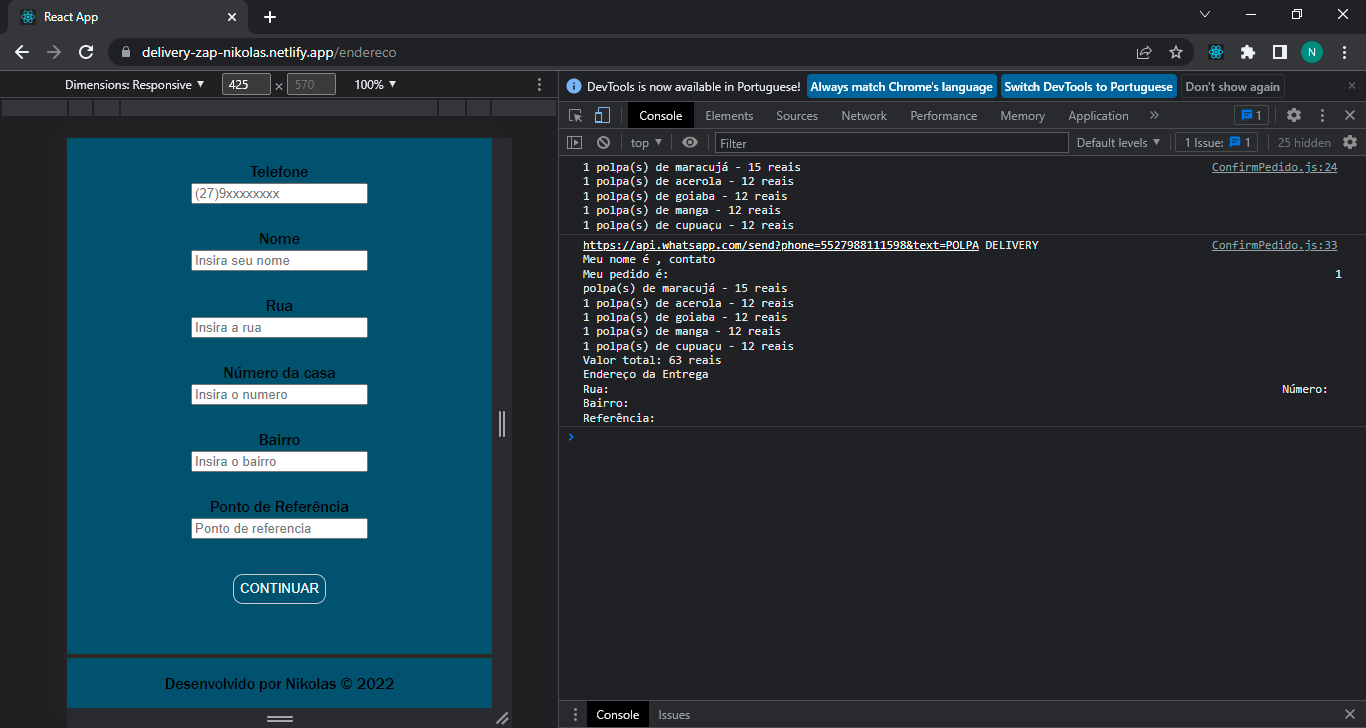 React App
delivery-zap-nikolas.netlify.app/endereco
N
Dimensions: Responsive 425 × 570 100%
Telefone
(27)9xxxxxxxx
Nome
Insira seu nome
Rua
Insira a rua
Número da casa
Insira o numero
Bairro
Insira o bairro
Ponto de Referência
Ponto de referencia
CONTINUAR
Desenvolvido por Nikolas © 2022
DevTools is now available in Portuguese! Always match Chrome's language Switch DevTools to Portuguese Don't show again
Console Elements Sources Network Performance Memory Application 1
top Filter Default levels 1 Issue: 1 25 hidden
1 polpa(s) de maracujá - 15 reais ConfirmPedido.js:24
1 polpa(s) de acerola - 12 reais
1 polpa(s) de goiaba - 12 reais
1 polpa(s) de manga - 12 reais
1 polpa(s) de cupuaçu - 12 reais
https://api.whatsapp.com/send?phone=5527988111598&text=POLPA DELIVERY ConfirmPedido.js:33
Meu nome é , contato
Meu pedido é: 1
polpa(s) de maracujá - 15 reais
1 polpa(s) de acerola - 12 reais
1 polpa(s) de goiaba - 12 reais
1 polpa(s) de manga - 12 reais
1 polpa(s) de cupuaçu - 12 reais
Valor total: 63 reais
Endereço da Entrega
Rua: Número:
Bairro:
Referência:
Console Issues